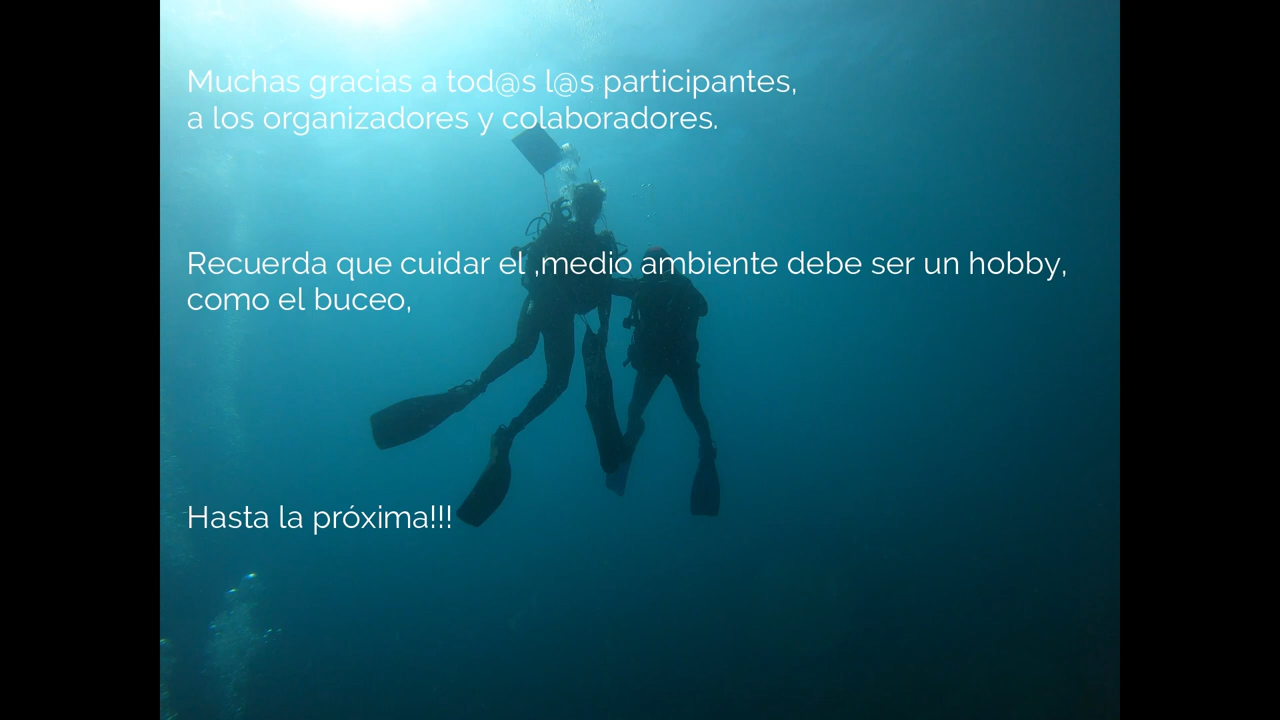 Muchas gracias a tod@s l@s participantes,
a los organizadores y colaboradores.
Recuerda que cuidar el ,medio ambiente debe ser un hobby,
como el buceo,
Hasta la próxima!!!